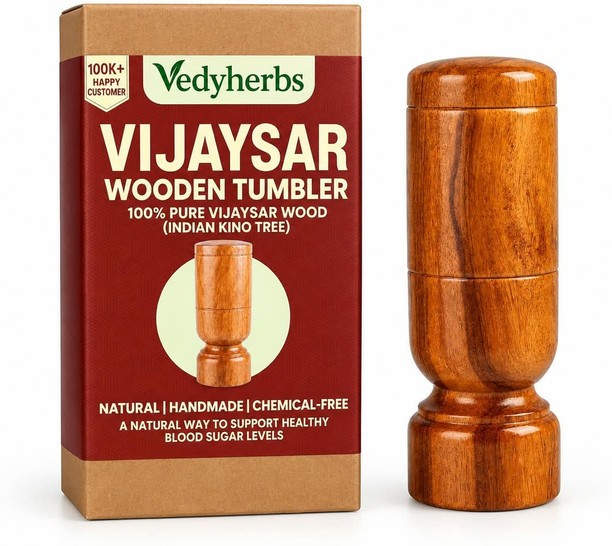 100K+
HAPPY
CUSTOMER
Vedyherbs
VIJAYSAR
WOODEN TUMBLER
100% PURE VIJAYSAR WOOD
(INDIAN KINO TREE)
NATURAL | HANDMADE | CHEMICAL-FREE
A NATURAL WAY TO SUPPORT HEALTHY
BLOOD SUGAR LEVELS